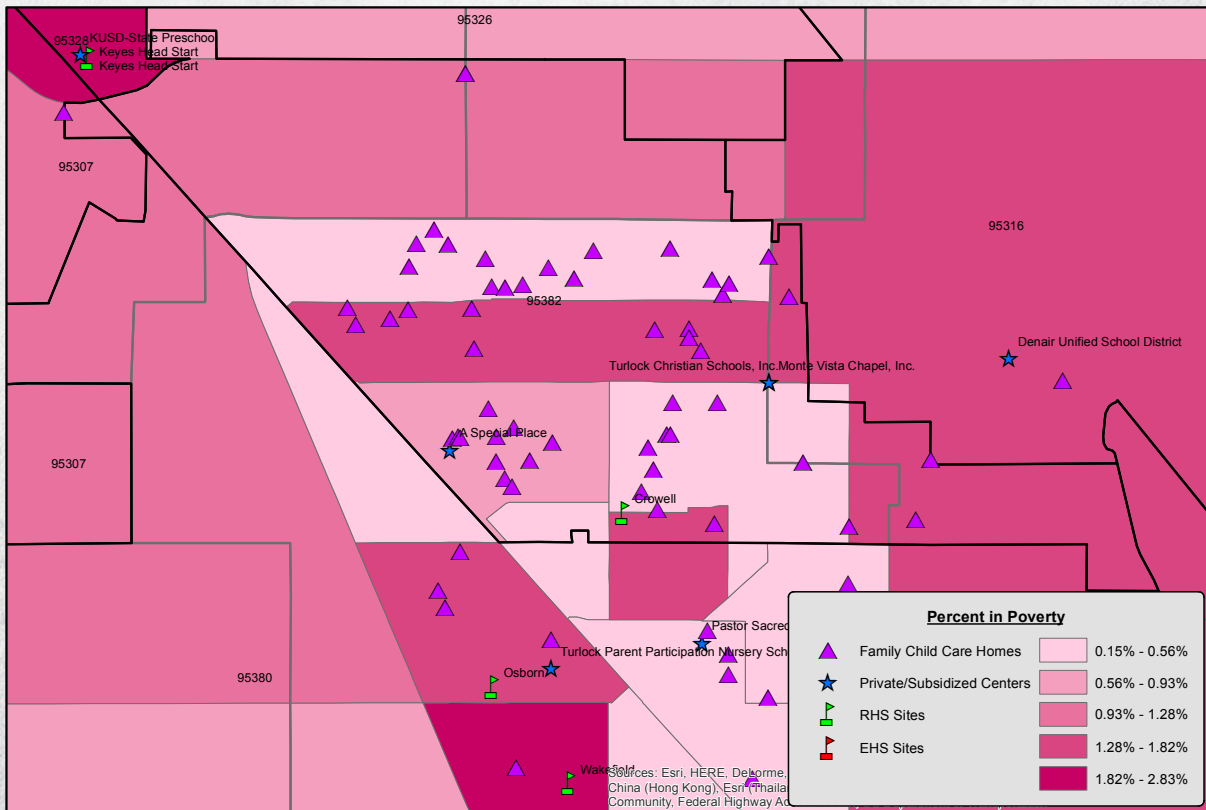 95326
95328
KUSD-State Preschool
Keyes Head Start
Keyes Head Start
95307
95316
95382
Denair Unified School District
Turlock Christian Schools, Inc.Monte Vista Chapel, Inc.
A Special Place
95307
Crowell
Pastor Sacred
Turlock Parent Participation Nursery Sch
Osborn
95380
Wakefield
Sources: Esri, HERE, DeLorme,
China (Hong Kong), Esri (Thaila
Community, Federal Highway Ad
Percent in Poverty
Family Child Care Homes
0.15% - 0.56%
Private/Subsidized Centers
0.56% - 0.93%
RHS Sites
0.93% - 1.28%
EHS Sites
1.28% - 1.82%
1.82% - 2.83%